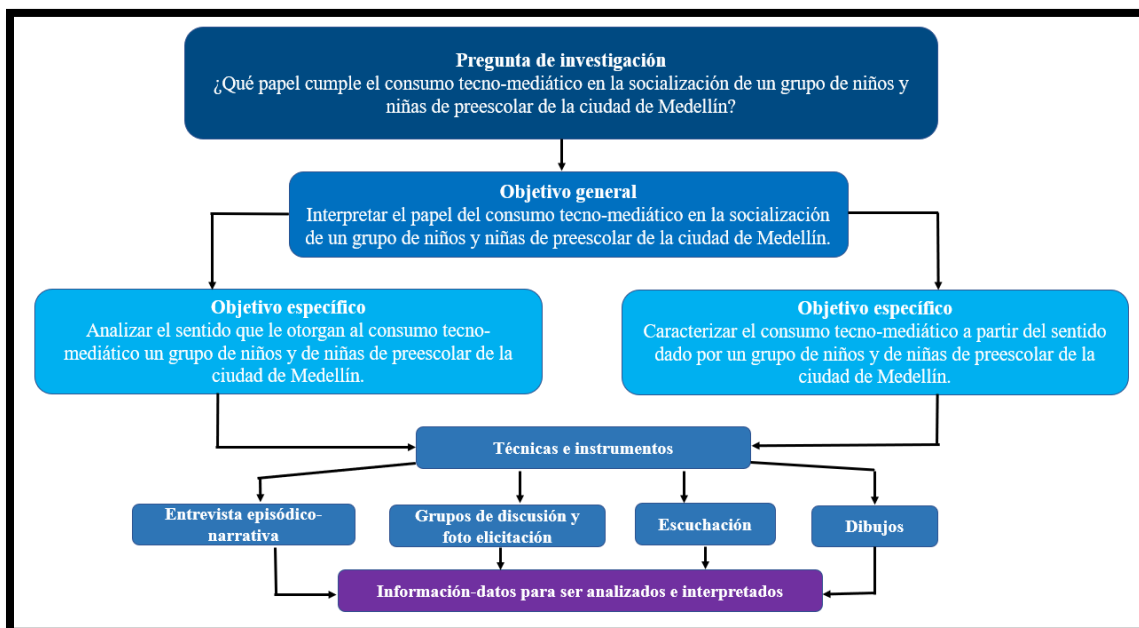 Pregunta de investigación
¿Qué papel cumple el consumo tecno-mediático en la socialización de un grupo de niños y
niñas de preescolar de la ciudad de Medellín?
Objetivo general
Interpretar el papel del consumo tecno-mediático en la socialización
de un grupo de niños y niñas de preescolar de la ciudad de Medellín.
Objetivo específico
Analizar el sentido que le otorgan al consumo tecno-
mediático un grupo de niños y de niñas de preescolar de la
ciudad de Medellín.
Objetivo específico
Caracterizar el consumo tecno-mediático a partir del sentido
dado por un grupo de niños y de niñas de preescolar de la
ciudad de Medellín.
Técnicas e instrumentos
Entrevista episódico-
narrativa
Grupos de discusión y
foto elicitación
Escuchación
Dibujos
Información-datos para ser analizados e interpretados